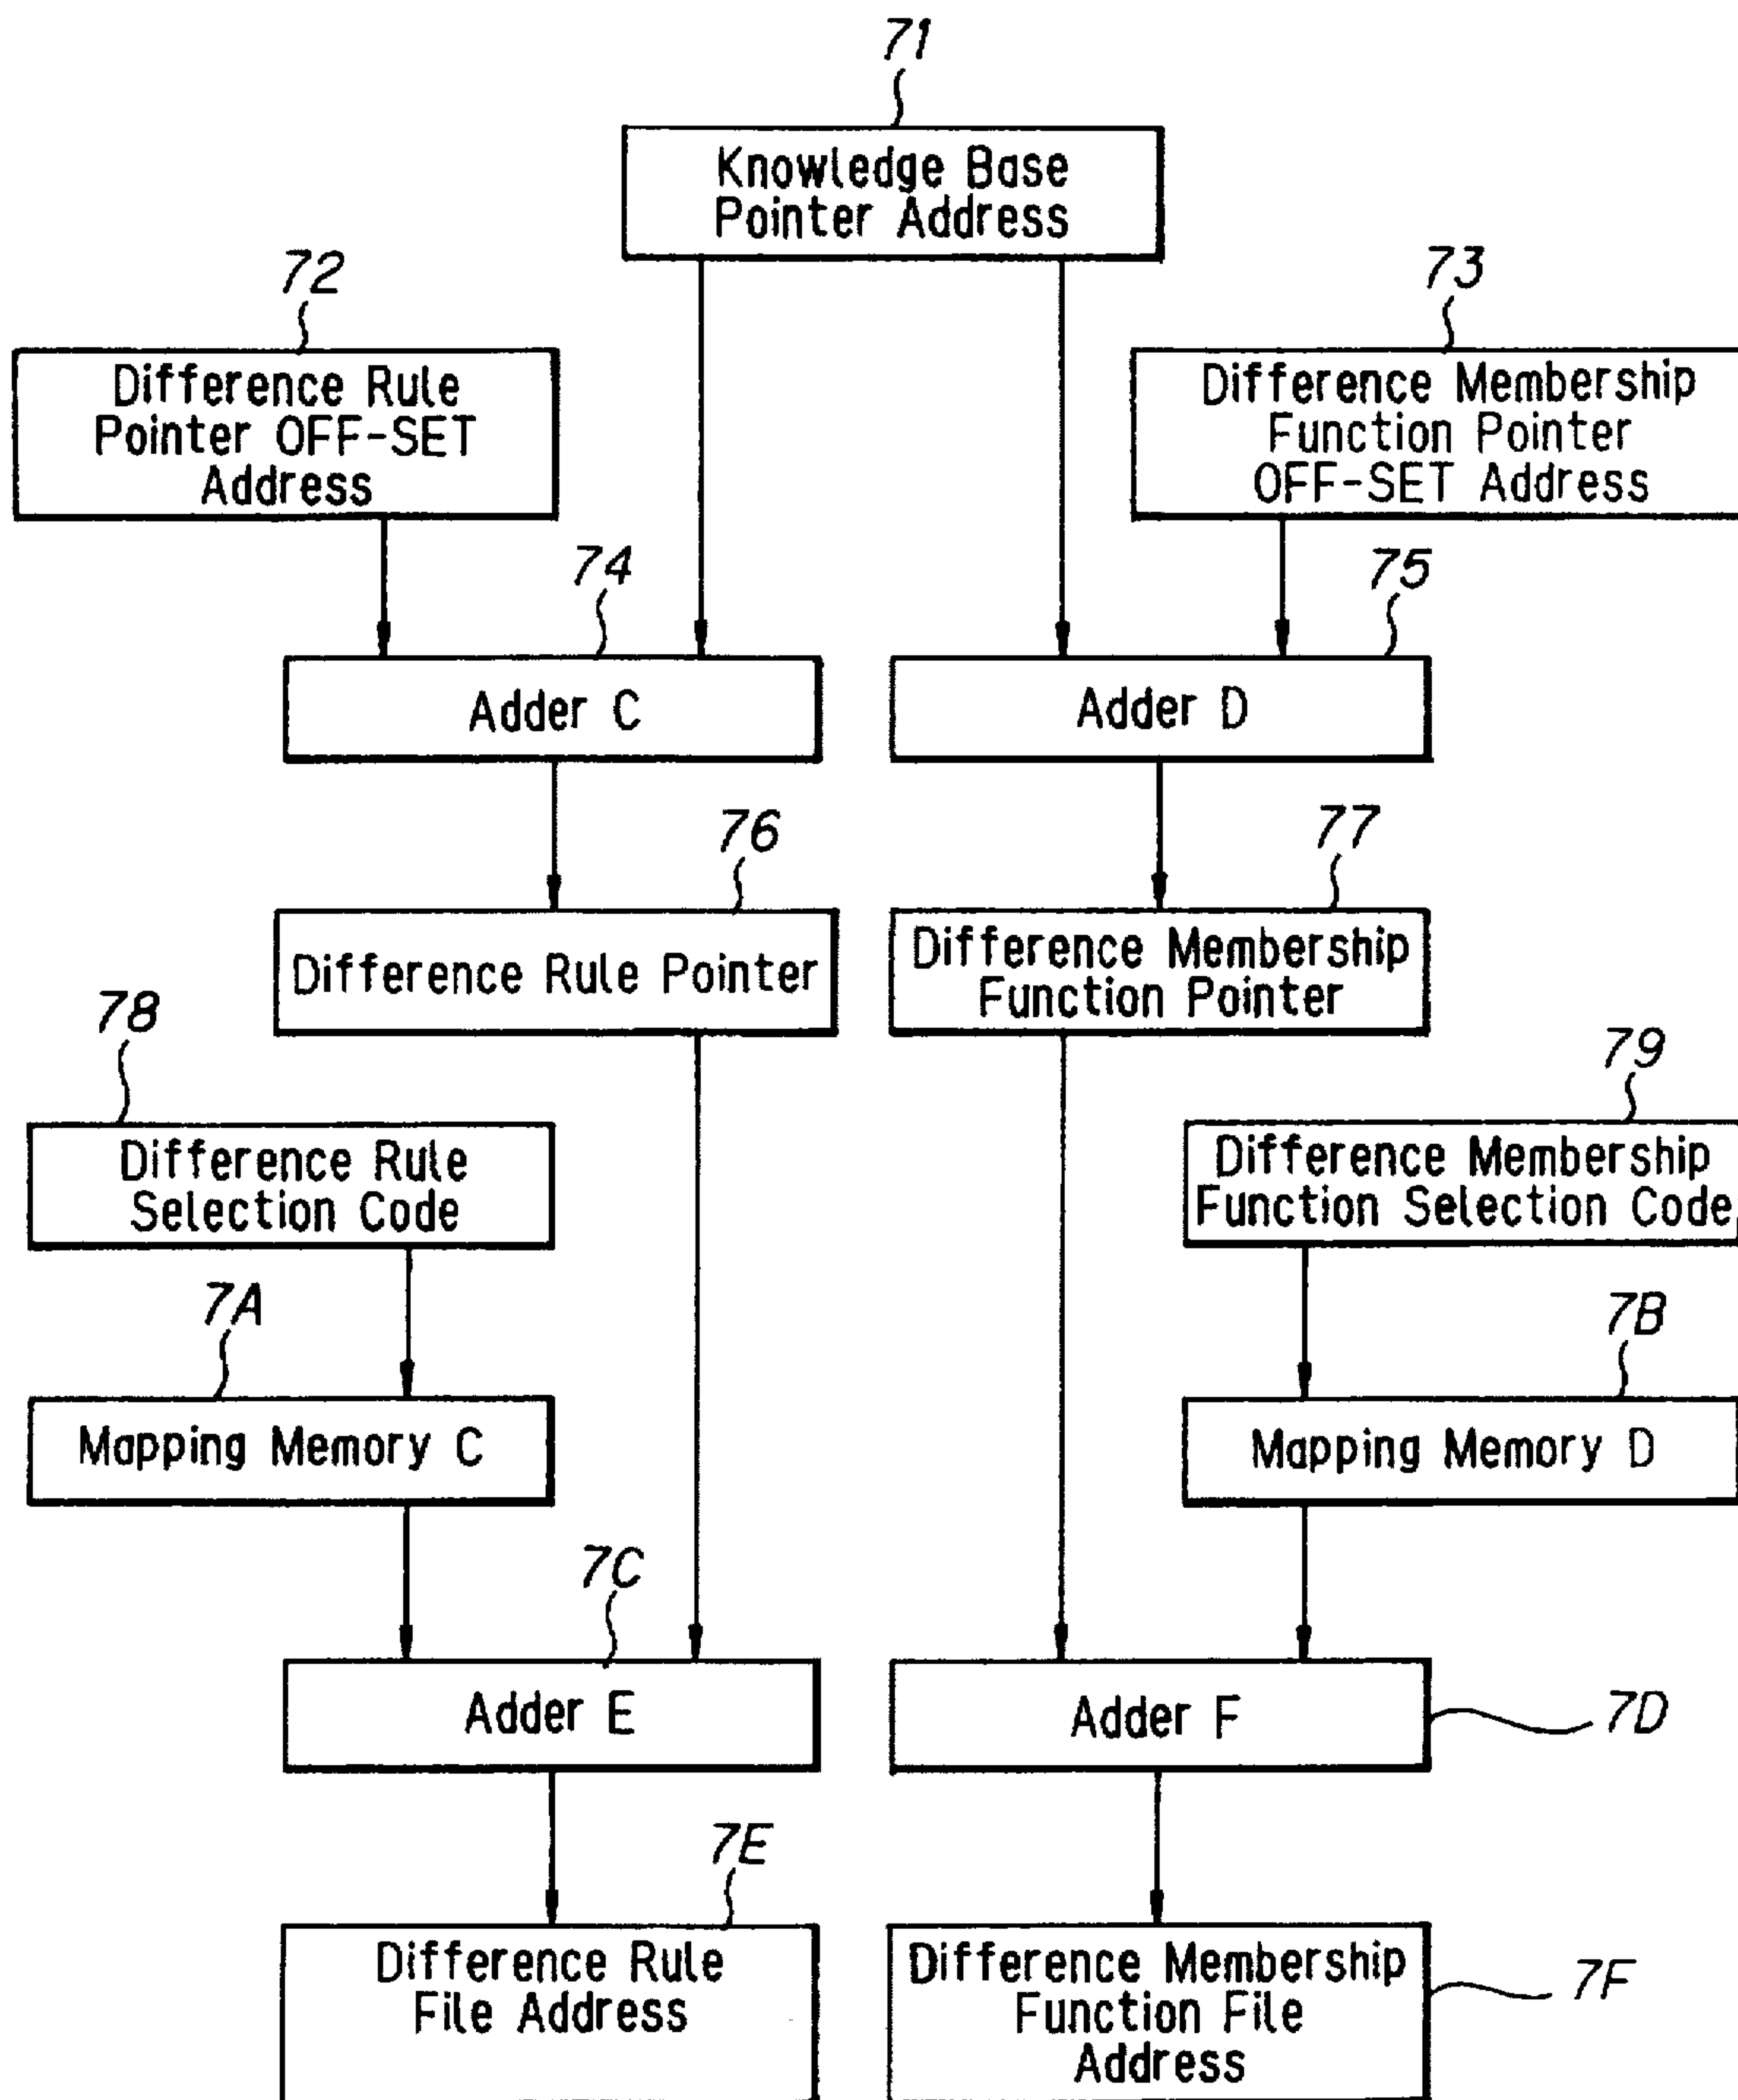 71
Knowledge Base
Pointer Address
72
Difference Rule
Pointer OFF-SET
Address
73
Difference Membership
Function Pointer
OFF-SET Address
74
Adder C
75
Adder D
76
Difference Rule Pointer
77
Difference Membership
Function Pointer
78
Difference Rule
Selection Code
79
Difference Membership
Function Selection Code
7A
Mapping Memory C
7B
Mapping Memory D
7C
Adder E
Adder F
7D
7E
Difference Rule
File Address
Difference Membership
Function File
Address
7F